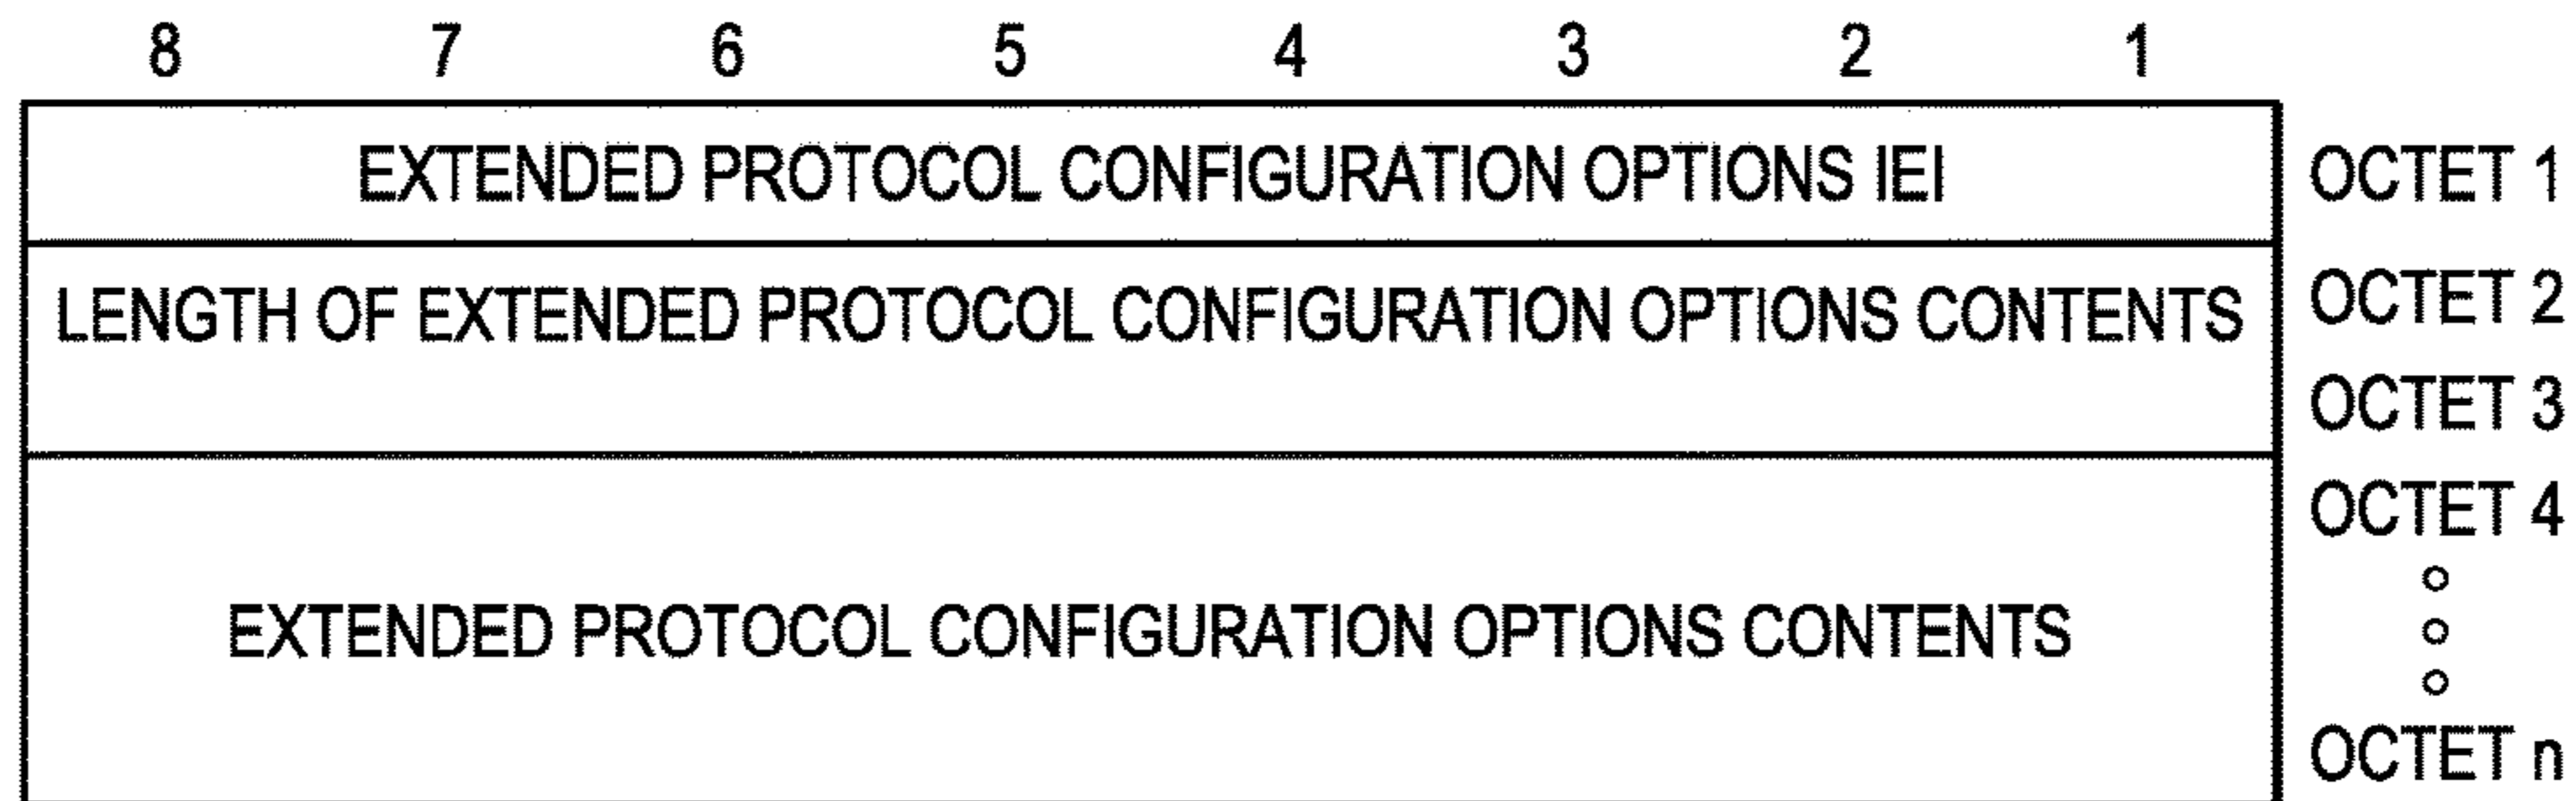 8 7 6 5 4 3 2 1
EXTENDED PROTOCOL CONFIGURATION OPTIONS IEI OCTET 1
LENGTH OF EXTENDED PROTOCOL CONFIGURATION OPTIONS CONTENTS OCTET 2
OCTET 3
OCTET 4
EXTENDED PROTOCOL CONFIGURATION OPTIONS CONTENTS
OCTET n